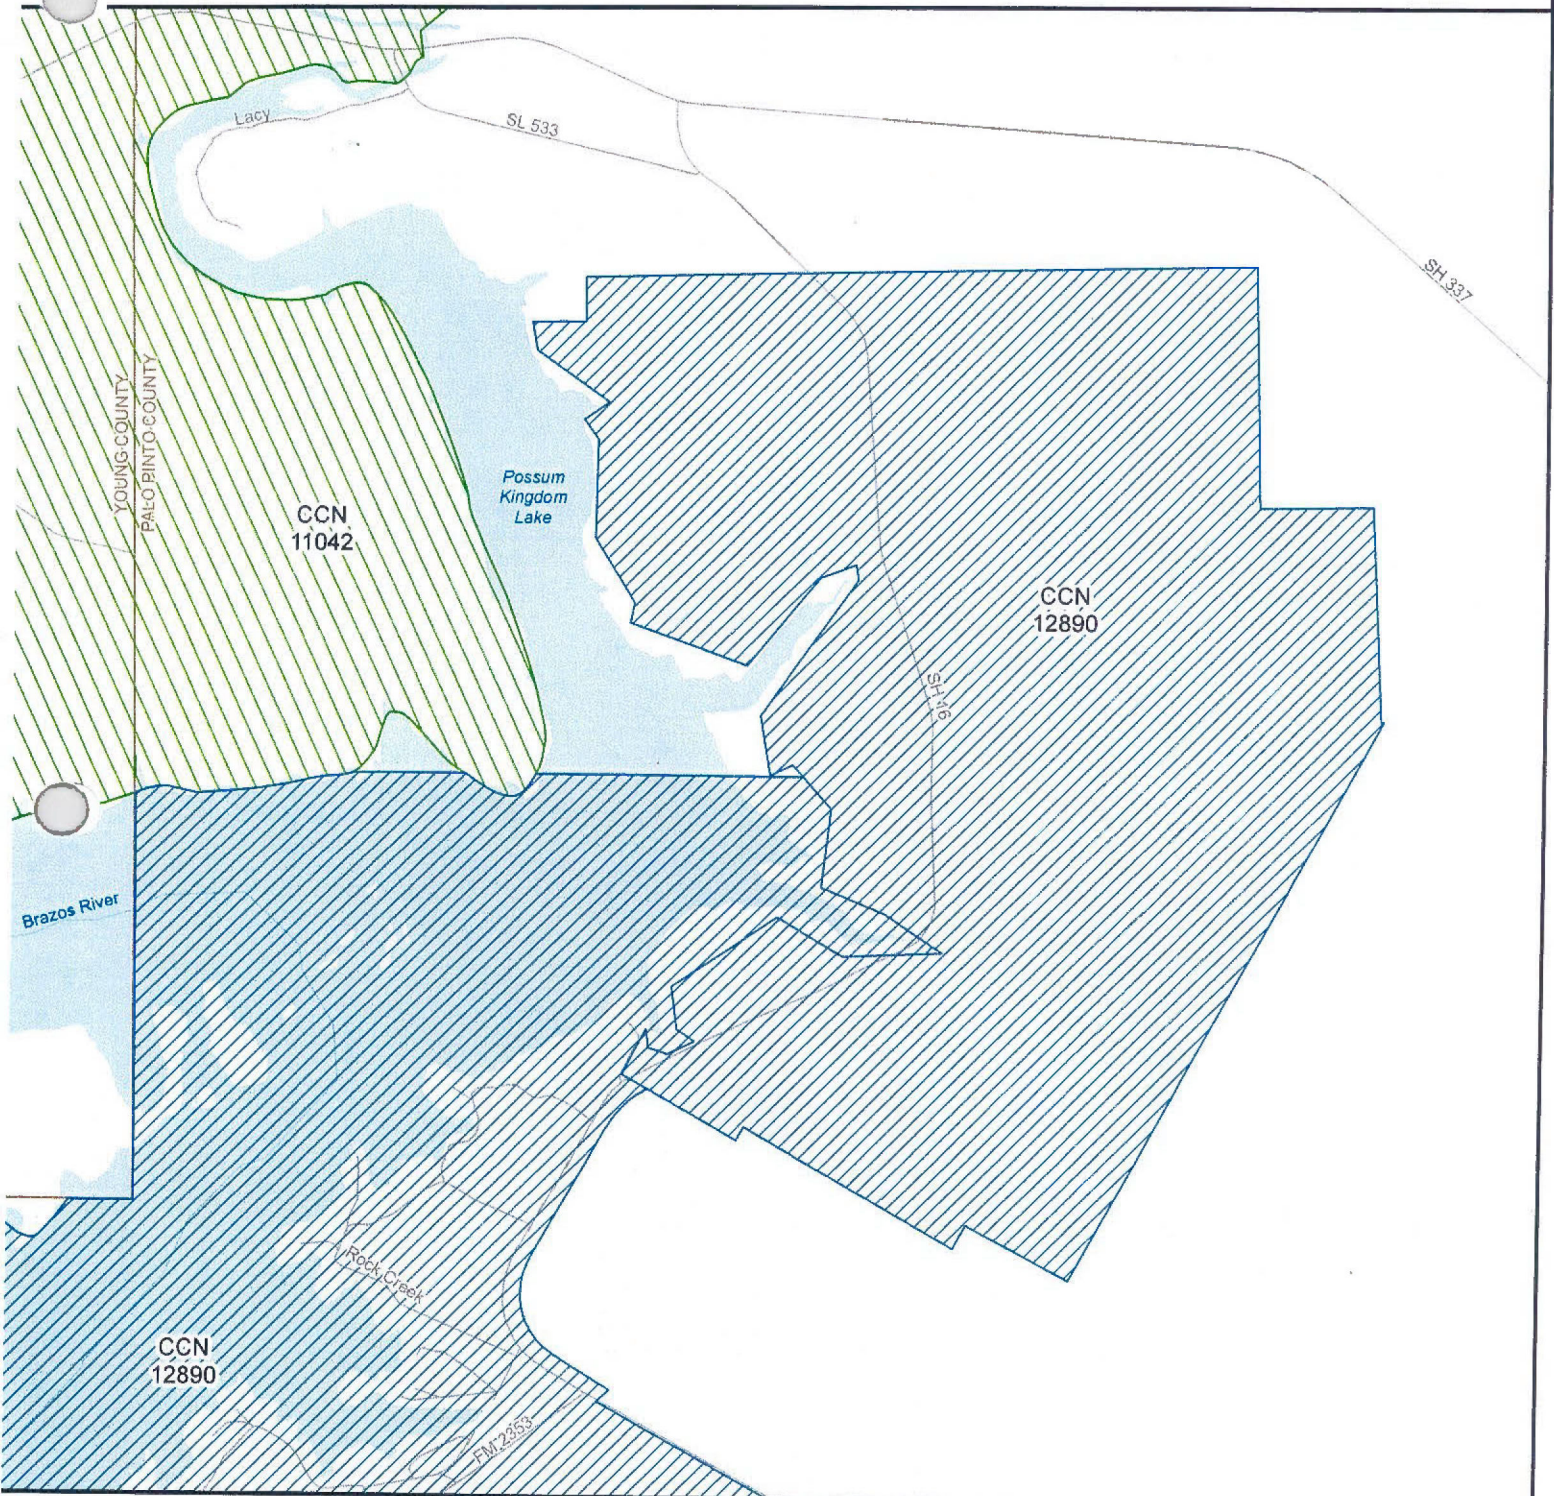 Lacy
SL 533
SH 337
YOUNG COUNTY
PALO PINTO COUNTY
Possum
Kingdom
Lake
CCN
11042
CCN
12890
SH 16
Brazos River
Rock Creek
CCN
12890
FM 2353